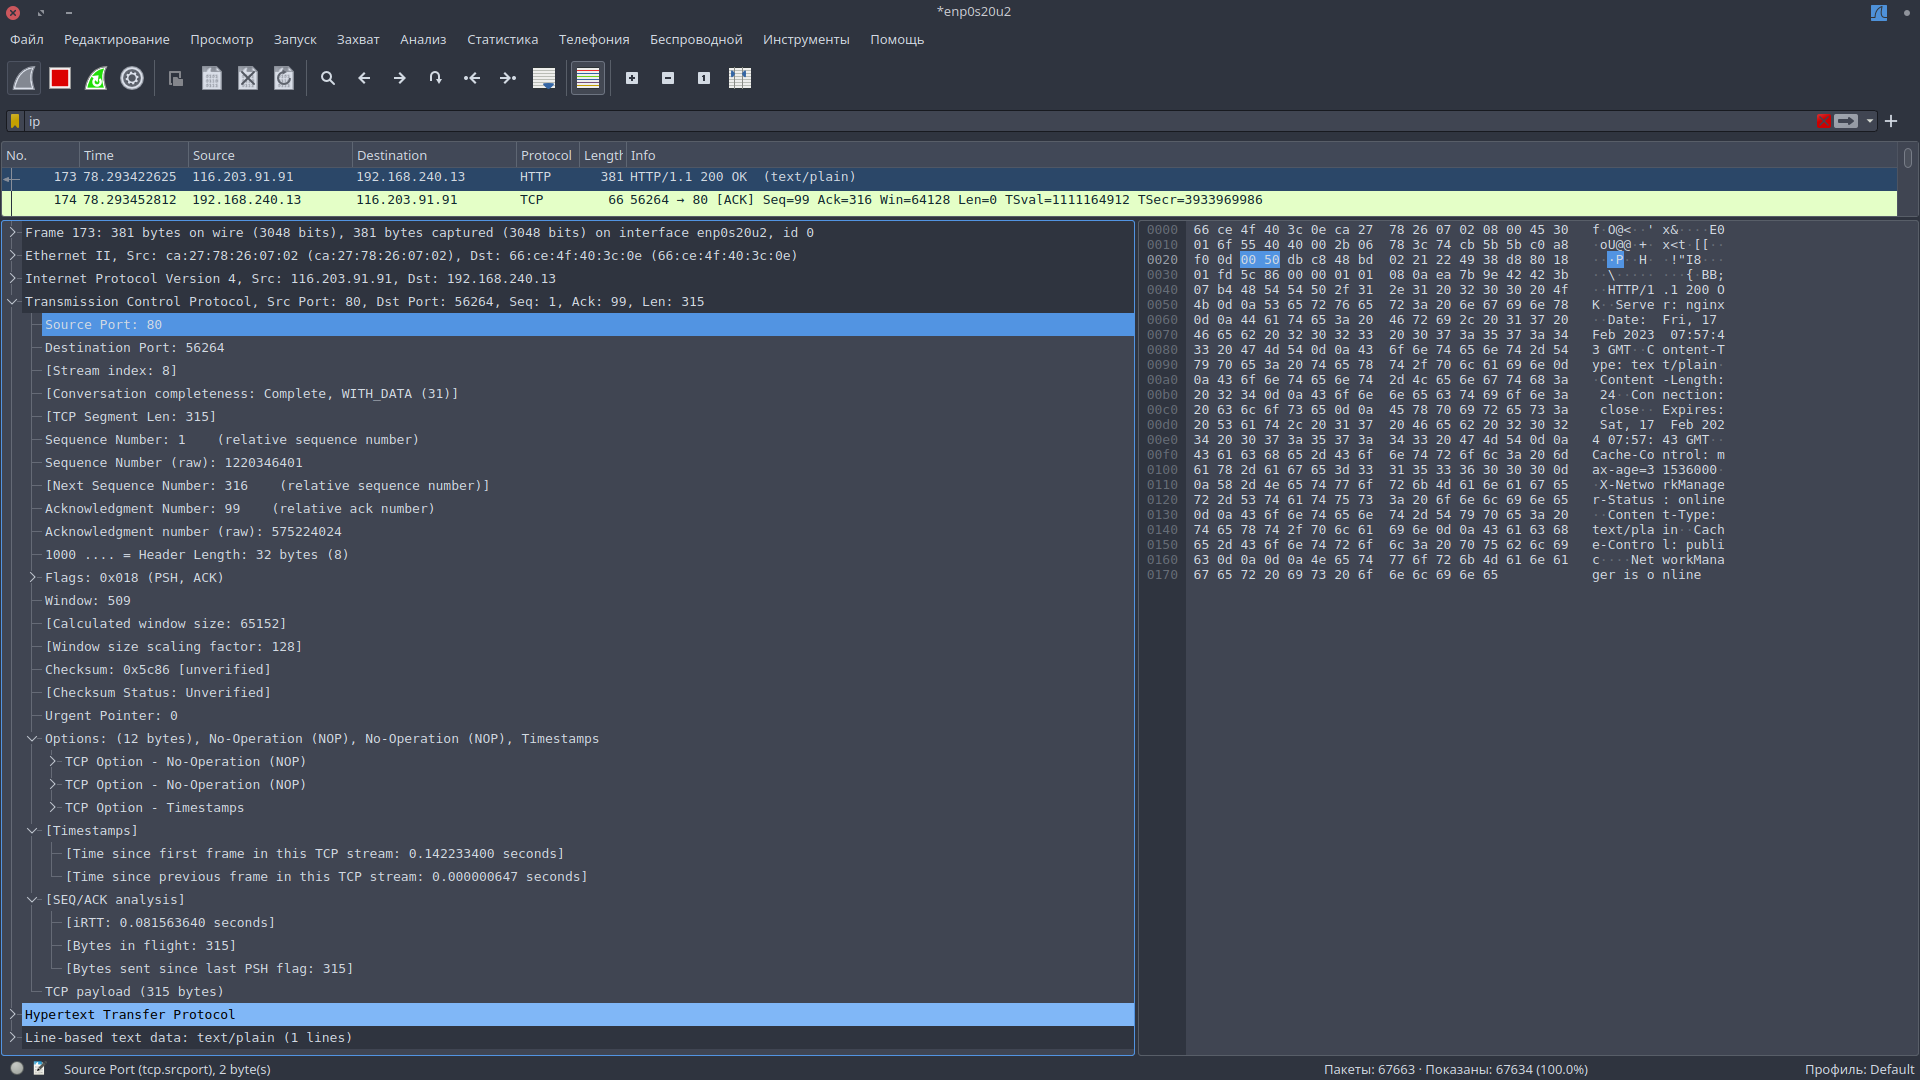 *enp0s20u2
Файл Редактирование Просмотр Запуск Захват Анализ Статистика Телефония Беспроводной Инструменты Помощь
ip
No. Time Source Destination Protocol Length Info
173 78.293422625 116.203.91.91 192.168.240.13 HTTP 381 HTTP/1.1 200 OK (text/plain)
174 78.293452812 192.168.240.13 116.203.91.91 TCP 66 56264 → 80 [ACK] Seq=99 Ack=316 Win=64128 Len=0 TSval=1111164912 TSecr=3933969986
Frame 173: 381 bytes on wire (3048 bits), 381 bytes captured (3048 bits) on interface enp0s20u2, id 0
Ethernet II, Src: ca:27:78:26:07:02 (ca:27:78:26:07:02), Dst: 66:ce:4f:40:3c:0e (66:ce:4f:40:3c:0e)
Internet Protocol Version 4, Src: 116.203.91.91, Dst: 192.168.240.13
Transmission Control Protocol, Src Port: 80, Dst Port: 56264, Seq: 1, Ack: 99, Len: 315
Source Port: 80
Destination Port: 56264
[Stream index: 8]
[Conversation completeness: Complete, WITH_DATA (31)]
[TCP Segment Len: 315]
Sequence Number: 1 (relative sequence number)
Sequence Number (raw): 1220346401
[Next Sequence Number: 316 (relative sequence number)]
Acknowledgment Number: 99 (relative ack number)
Acknowledgment number (raw): 575224024
1000 .... = Header Length: 32 bytes (8)
Flags: 0x018 (PSH, ACK)
Window: 509
[Calculated window size: 65152]
[Window size scaling factor: 128]
Checksum: 0x5c86 [unverified]
[Checksum Status: Unverified]
Urgent Pointer: 0
Options: (12 bytes), No-Operation (NOP), No-Operation (NOP), Timestamps
TCP Option - No-Operation (NOP)
TCP Option - No-Operation (NOP)
TCP Option - Timestamps
[Timestamps]
[Time since first frame in this TCP stream: 0.142233400 seconds]
[Time since previous frame in this TCP stream: 0.000000647 seconds]
[SEQ/ACK analysis]
[iRTT: 0.081563640 seconds]
[Bytes in flight: 315]
[Bytes sent since last PSH flag: 315]
TCP payload (315 bytes)
Hypertext Transfer Protocol
Line-based text data: text/plain (1 lines)
0000 66 ce 4f 40 3c 0e ca 27 78 26 07 02 08 00 45 30 f·O@<··' x&····E0
0010 01 6f 55 40 40 00 2b 06 78 3c 74 cb 5b 5b c0 a8 ·oU@@·+· x<t·[[··
0020 f0 0d 00 50 db c8 48 bd 02 21 22 49 38 d8 80 18 ···P··H· ·!"I8···
0030 01 fd 5c 86 00 00 01 01 08 0a ea 7b 9e 42 42 3b ··\····· ···{·BB;
0040 07 b4 48 54 54 50 2f 31 2e 31 20 32 30 30 20 4f ··HTTP/1 .1 200 O
0050 4b 0d 0a 53 65 72 76 65 72 3a 20 6e 67 69 6e 78 K··Serve r: nginx
0060 0d 0a 44 61 74 65 3a 20 46 72 69 2c 20 31 37 20 ··Date: Fri, 17
0070 46 65 62 20 32 30 32 33 20 30 37 3a 35 37 3a 34 Feb 2023 07:57:4
0080 33 20 47 4d 54 0d 0a 43 6f 6e 74 65 6e 74 2d 54 3 GMT··C ontent-T
0090 79 70 65 3a 20 74 65 78 74 2f 70 6c 61 69 6e 0d ype: tex t/plain·
00a0 0a 43 6f 6e 74 65 6e 74 2d 4c 65 6e 67 74 68 3a ·Content -Length:
00b0 20 32 34 0d 0a 43 6f 6e 6e 65 63 74 69 6f 6e 3a 24··Con nection:
00c0 20 63 6c 6f 73 65 0d 0a 45 78 70 69 72 65 73 3a close·· Expires:
00d0 20 53 61 74 2c 20 31 37 20 46 65 62 20 32 30 32 Sat, 17 Feb 202
00e0 34 20 30 37 3a 35 37 3a 34 33 20 47 4d 54 0d 0a 4 07:57: 43 GMT··
00f0 43 61 63 68 65 2d 43 6f 6e 74 72 6f 6c 3a 20 6d Cache-Co ntrol: m
0100 61 78 2d 61 67 65 3d 33 31 35 33 36 30 30 30 0d ax-age=3 1536000·
0110 0a 58 2d 4e 65 74 77 6f 72 6b 4d 61 6e 61 67 65 ·X-Netwo rkManage
0120 72 2d 53 74 61 74 75 73 3a 20 6f 6e 6c 69 6e 65 r-Status : online
0130 0d 0a 43 6f 6e 74 65 6e 74 2d 54 79 70 65 3a 20 ··Conten t-Type:
0140 74 65 78 74 2f 70 6c 61 69 6e 0d 0a 43 61 63 68 text/pla in··Cach
0150 65 2d 43 6f 6e 74 72 6f 6c 3a 20 70 75 62 6c 69 e-Contro l: publi
0160 63 0d 0a 0d 0a 4e 65 74 77 6f 72 6b 4d 61 6e 61 c····Net workMana
0170 67 65 72 20 69 73 20 6f 6e 6c 69 6e 65 ger is o nline
Source Port (tcp.srcport), 2 byte(s)
Пакеты: 67663 · Показаны: 67634 (100.0%)
Профиль: Default